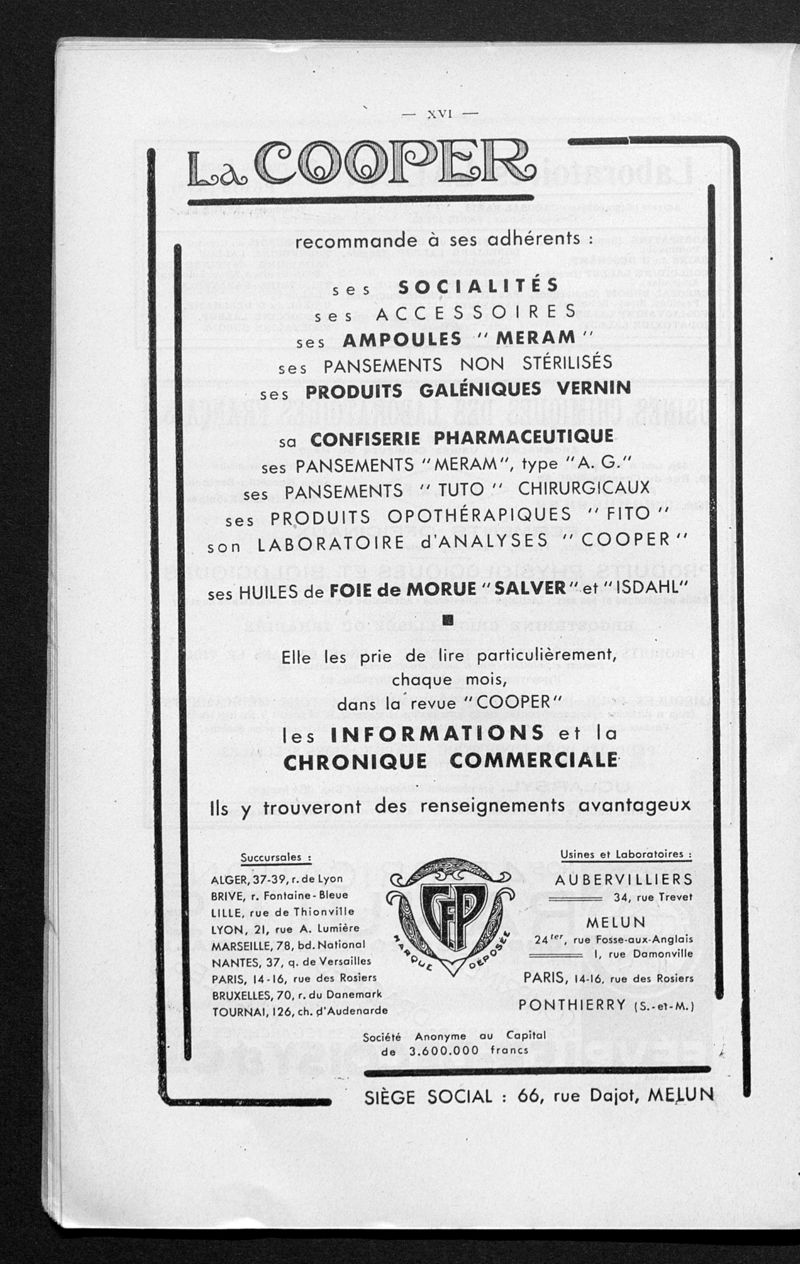 — XVI —
La COOPER
recommande à ses adhérents :
ses SOCIALITÉS
ses ACCESSOIRES
ses AMPOULES "MERAM"
ses PANSEMENTS NON STÉRILISÉS
ses PRODUITS GALÉNIQUES VERNIN
sa CONFISERIE PHARMACEUTIQUE
ses PANSEMENTS "MERAM", type "A. G."
ses PANSEMENTS "TUTO" CHIRURGICAUX
ses PRODUITS OPOTHÉRAPIQUES "FITO"
son LABORATOIRE d'ANALYSES "COOPER"
ses HUILES de FOIE de MORUE "SALVER" et "ISDAHL"
Elle les prie de lire particulièrement,
chaque mois,
dans la revue "COOPER"
les INFORMATIONS et la
CHRONIQUE COMMERCIALE
Ils y trouveront des renseignements avantageux
Succursales :
ALGER, 37-39, r. de Lyon
BRIVE, r. Fontaine-Bleue
LILLE, rue de Thionville
LYON, 21, rue A. Lumière
MARSEILLE, 78, bd. National
NANTES, 37, q. de Versailles
PARIS, 14-16, rue des Rosiers
BRUXELLES, 70, r. du Danemark
TOURNAI, 126, ch. d'Audenarde
CFP
MARQUE DÉPOSÉE
Usines et Laboratoires :
AUBERVILLIERS
34, rue Trevet
MELUN
24ter, rue Fosse-aux-Anglais
1, rue Damonville
PARIS, 14-16, rue des Rosiers
PONTHIERRY (S.-et-M.)
Société Anonyme au Capital
de 3.600.000 francs
SIÈGE SOCIAL : 66, rue Dajot, MELUN